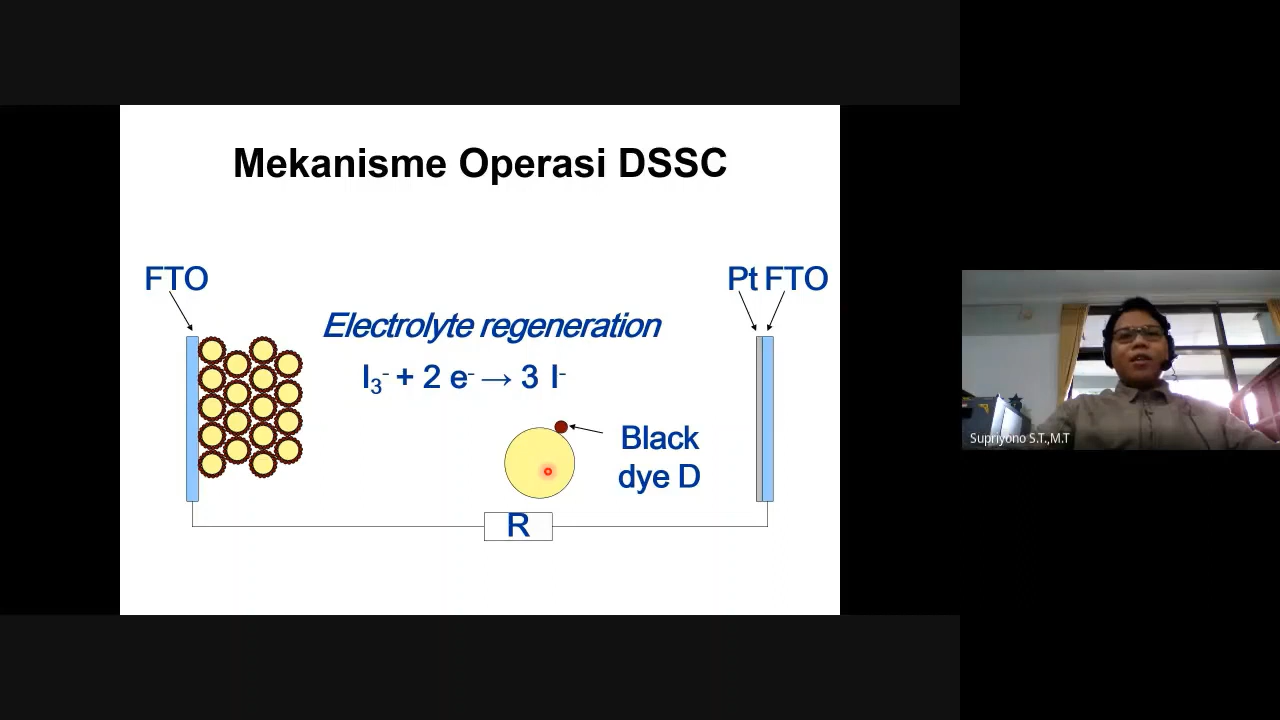 Mekanisme Operasi DSSC
FTO
Pt FTO
Electrolyte regeneration
I₃⁻ + 2 e⁻ → 3 I⁻
Black
dye D
R
Supriyono S.T.,M.T